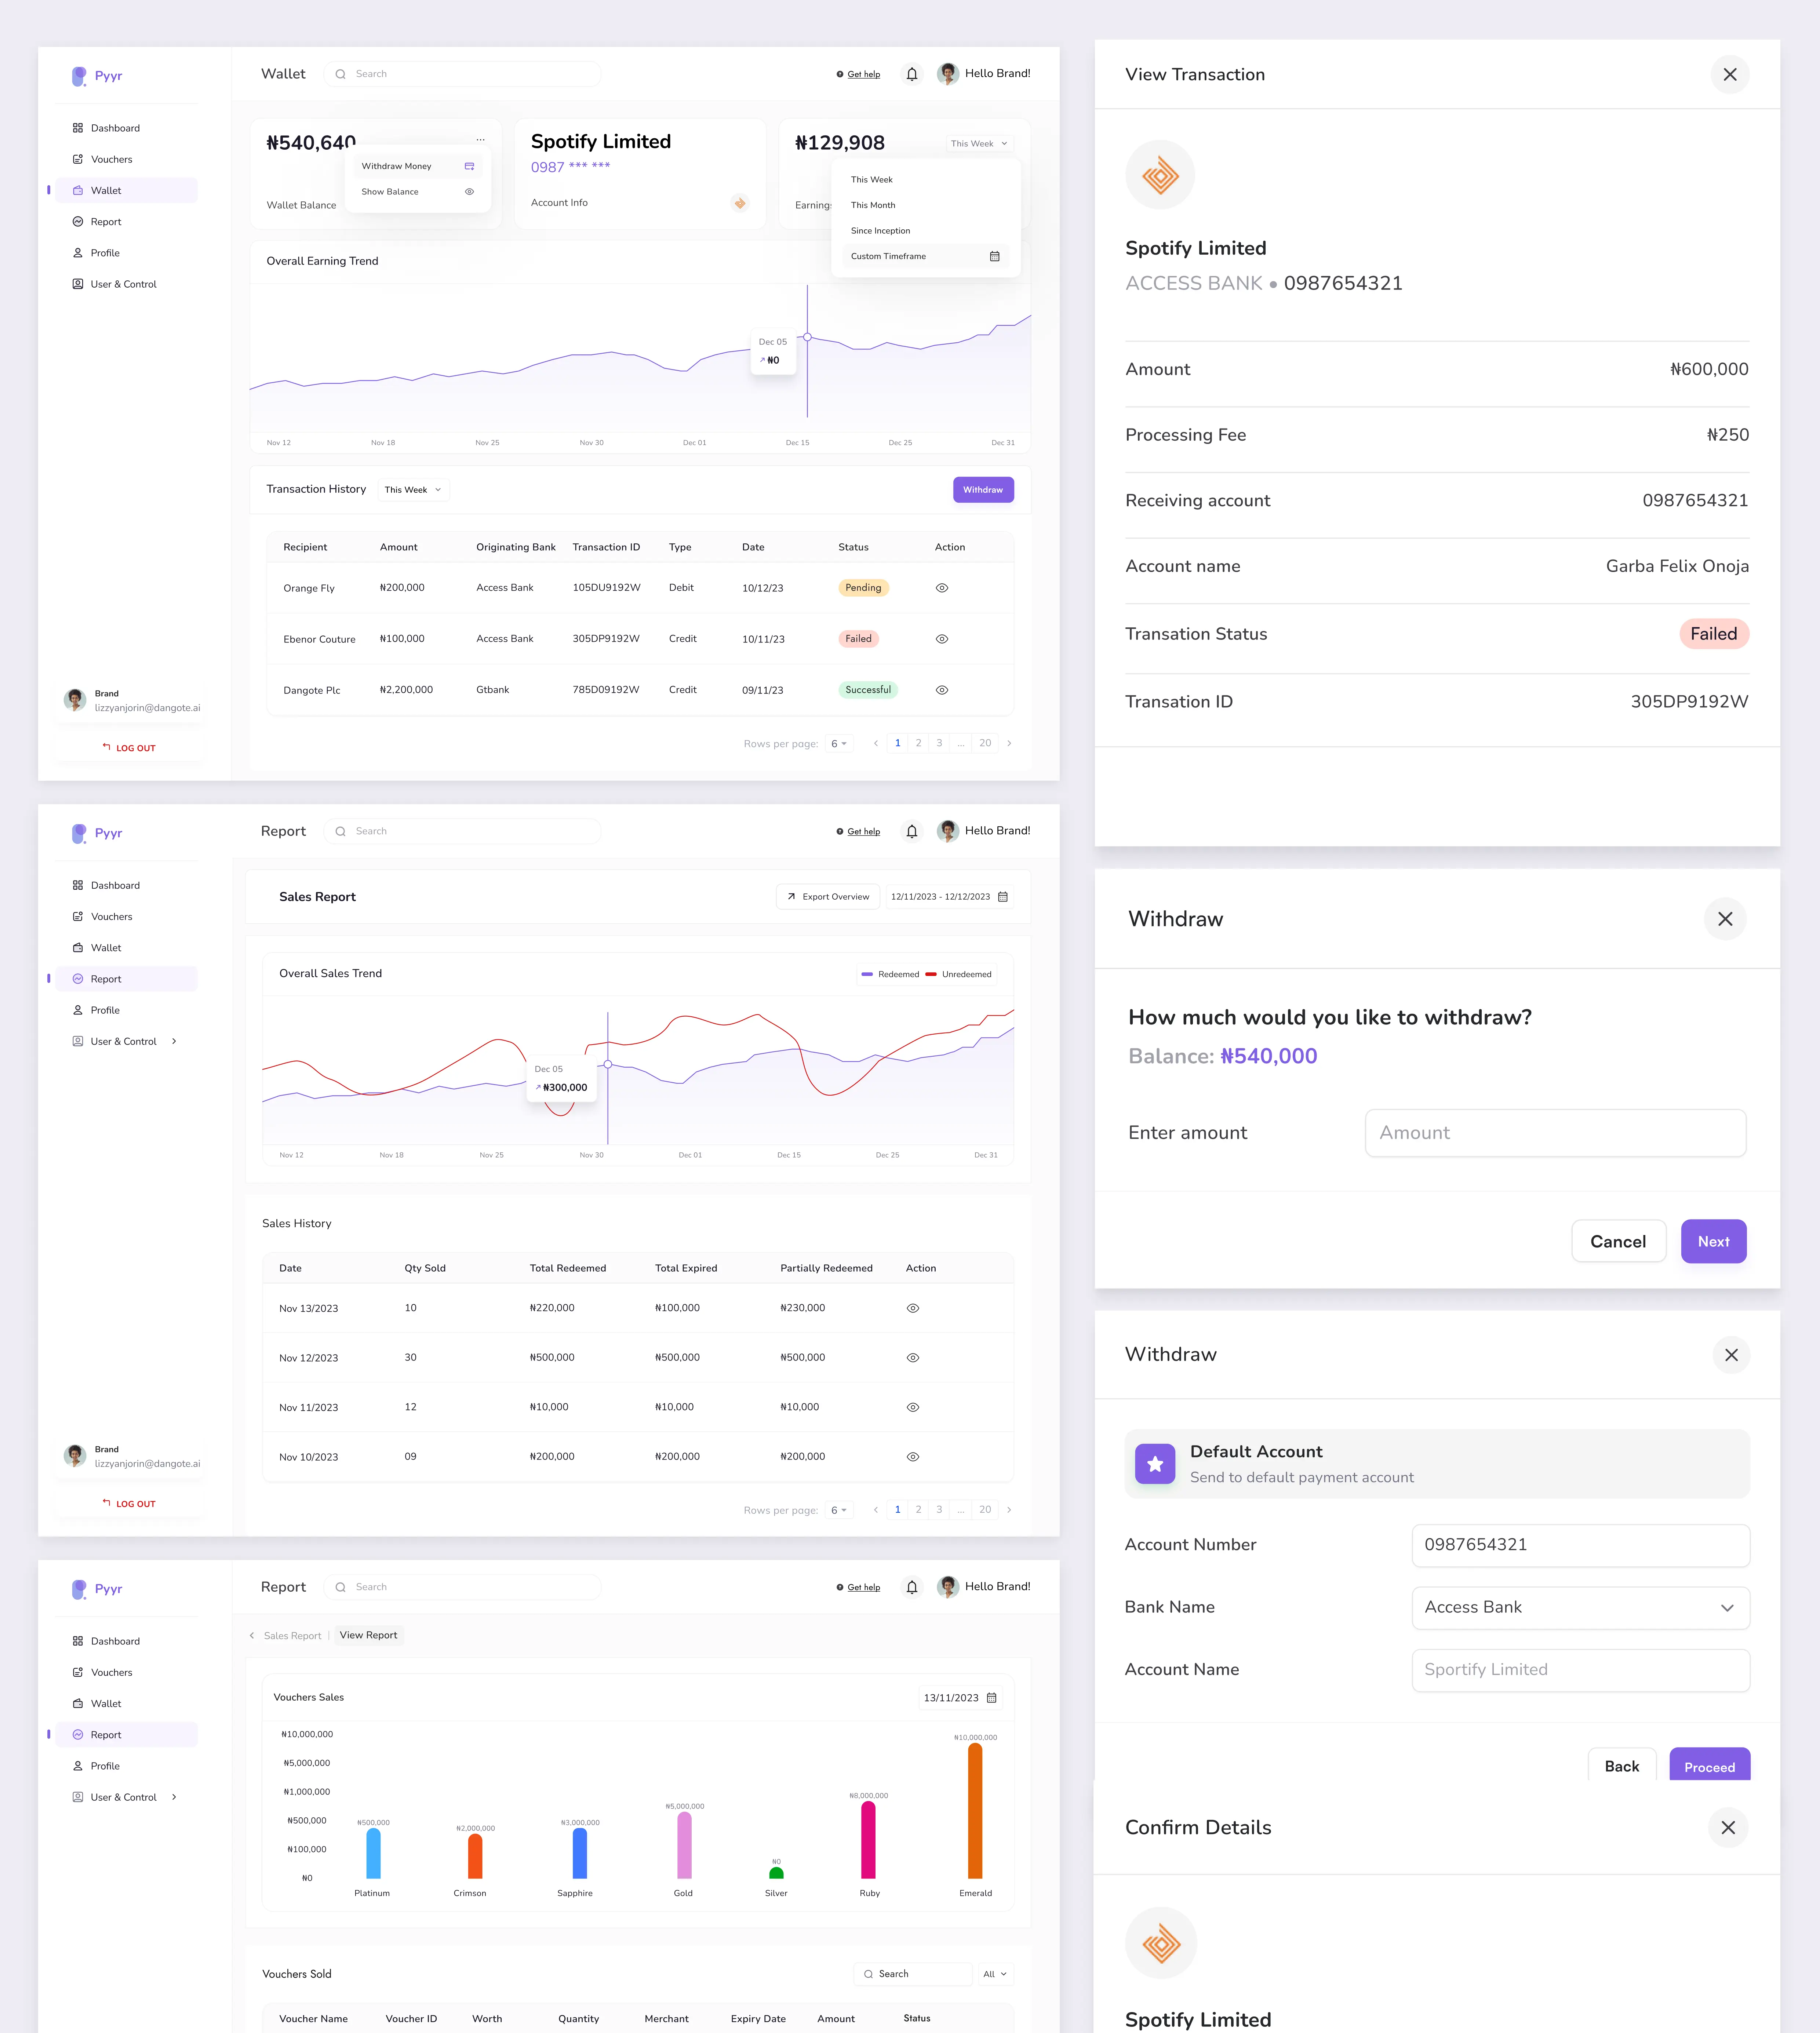 Pyyr
Dashboard
Vouchers
Wallet
Report
Profile
User & Control
Brand
lizzyanjorin@dangote.ai
LOG OUT
Wallet
Search
Get help
Hello Brand!
₦540,640
...
Withdraw Money
Show Balance
Wallet Balance
Spotify Limited
0987 *** ***
Account Info
₦129,908
This Week
This Week
This Month
Since Inception
Custom Timeframe
Overall Earning Trend
Dec 05
₦0
Nov 12 Nov 18 Nov 25 Nov 30 Dec 01 Dec 15 Dec 25 Dec 31
Transaction History This Week
Withdraw
Recipient Amount Originating Bank Transaction ID Type Date Status Action
Orange Fly ₦200,000 Access Bank 105DU9192W Debit 10/12/23 Pending
Ebenor Couture ₦100,000 Access Bank 305DP9192W Credit 10/11/23 Failed
Dangote Plc ₦2,200,000 Gtbank 785D09192W Credit 09/11/23 Successful
Rows per page: 6 1 2 3 ... 20
Pyyr
Dashboard
Vouchers
Wallet
Report
Profile
User & Control
Brand
lizzyanjorin@dangote.ai
LOG OUT
Report
Search
Get help
Hello Brand!
Sales Report
Export Overview
12/11/2023 - 12/12/2023
Overall Sales Trend
Redeemed Unredeemed
Dec 05
₦300,000
Nov 12 Nov 18 Nov 25 Nov 30 Dec 01 Dec 15 Dec 25 Dec 31
Sales History
Date Qty Sold Total Redeemed Total Expired Partially Redeemed Action
Nov 13/2023 10 ₦220,000 ₦100,000 ₦230,000
Nov 12/2023 30 ₦500,000 ₦500,000 ₦500,000
Nov 11/2023 12 ₦10,000 ₦10,000 ₦10,000
Nov 10/2023 09 ₦200,000 ₦200,000 ₦200,000
Rows per page: 6 1 2 3 ... 20
Pyyr
Dashboard
Vouchers
Wallet
Report
Profile
User & Control
Report
Search
Get help
Hello Brand!
Sales Report | View Report
Vouchers Sales
13/11/2023
₦10,000,000
₦5,000,000
₦1,000,000
₦500,000
₦100,000
₦0
₦500,000
₦2,000,000
₦3,000,000
₦5,000,000
₦0
₦8,000,000
₦10,000,000
Platinum Crimson Sapphire Gold Silver Ruby Emerald
Vouchers Sold
Search
All
Voucher Name Voucher ID Worth Quantity Merchant Expiry Date Amount Status
View Transaction
Spotify Limited
ACCESS BANK • 0987654321
Amount ₦600,000
Processing Fee ₦250
Receiving account 0987654321
Account name Garba Felix Onoja
Transation Status Failed
Transation ID 305DP9192W
Withdraw
How much would you like to withdraw?
Balance: ₦540,000
Enter amount Amount
Cancel Next
Withdraw
Default Account
Send to default payment account
Account Number 0987654321
Bank Name Access Bank
Account Name Sportify Limited
Back Proceed
Confirm Details
Spotify Limited